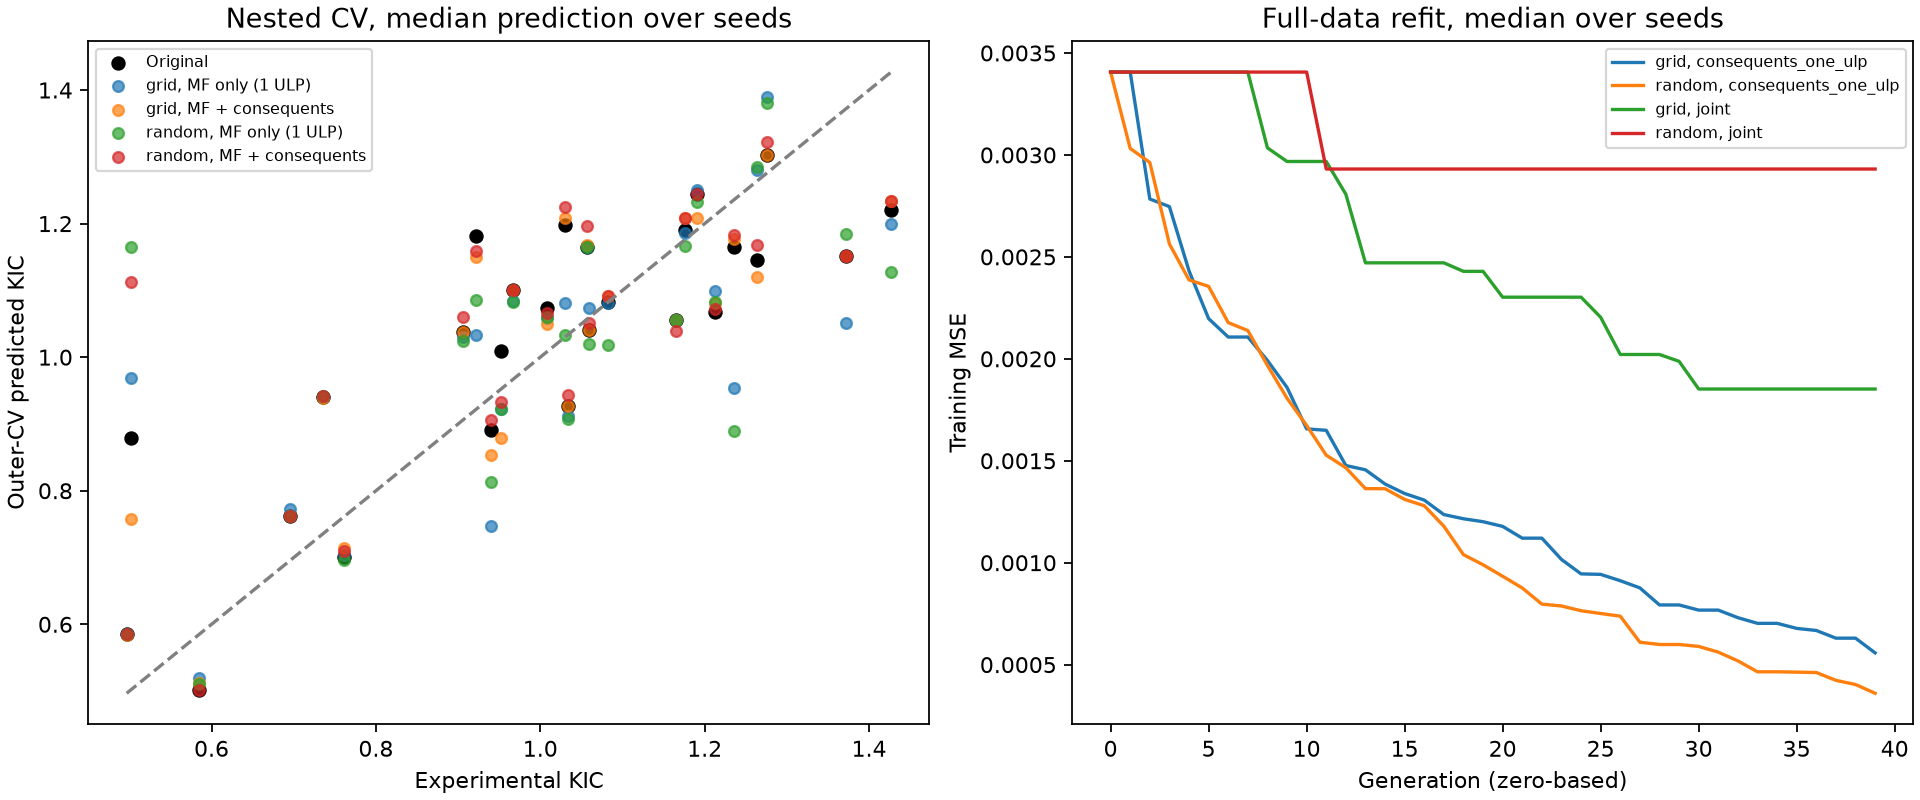 Nested CV, median prediction over seeds
Original
grid, MF only (1 ULP)
grid, MF + consequents
random, MF only (1 ULP)
random, MF + consequents
1.4
1.2
1.0
0.8
0.6
Outer-CV predicted KIC
0.6
0.8
1.0
1.2
1.4
Experimental KIC
Full-data refit, median over seeds
grid, consequents_one_ulp
random, consequents_one_ulp
grid, joint
random, joint
0.0035
0.0030
0.0025
0.0020
0.0015
0.0010
0.0005
Training MSE
0
5
10
15
20
25
30
35
40
Generation (zero-based)